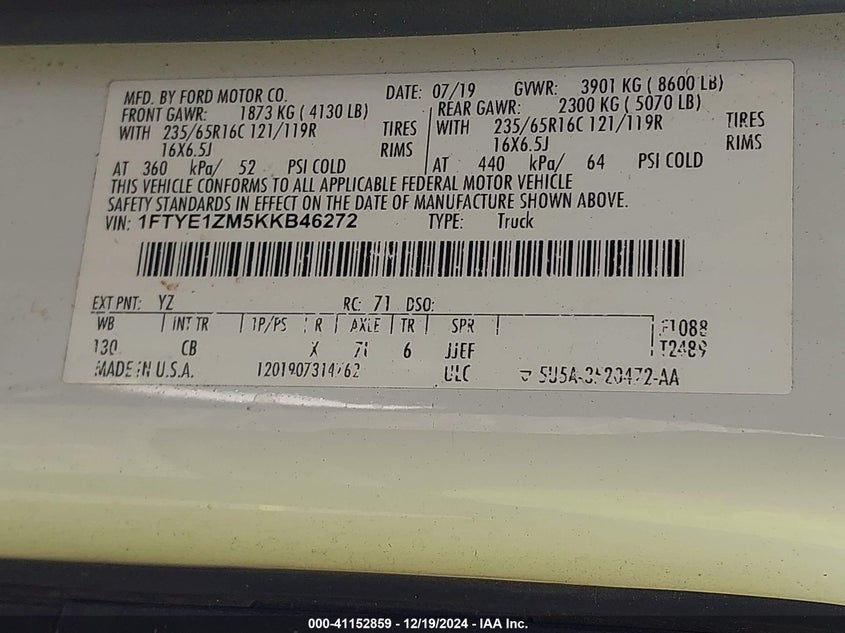 MFD. BY FORD MOTOR CO. DATE: 07/19 GVWR: 3901 KG ( 8600 LB)
FRONT GAWR: 1873 KG ( 4130 LB) REAR GAWR: 2300 KG ( 5070 LB)
WITH 235/65R16C 121/119R TIRES WITH 235/65R16C 121/119R TIRES
16X6.5J RIMS 16X6.5J RIMS
AT 360 kPa/ 52 PSI COLD AT 440 kPa/ 64 PSI COLD
THIS VEHICLE CONFORMS TO ALL APPLICABLE FEDERAL MOTOR VEHICLE
SAFETY STANDARDS IN EFFECT ON THE DATE OF MANUFACTURE SHOWN ABOVE.
VIN: 1FTYE1ZM5KKB46272 TYPE: Truck
EXT PNT: YZ RC: 71 DSO:
WB INT TR TP/PS R AXLE TR SPR F1088
130 CB X 71 6 JJEF T2489
MADE IN U.S.A. 1201907314762 ULC
000-41152859 - 12/19/2024 - IAA Inc.